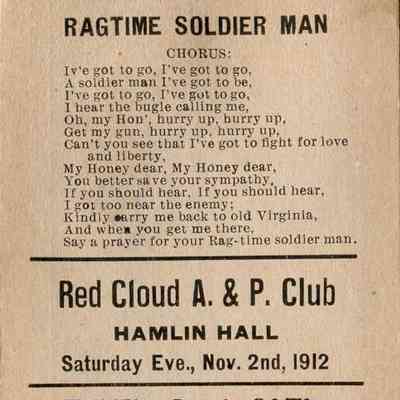 RAGTIME SOLDIER MAN
CHORUS:
Iv'e got to go, I've got to go,
A soldier man I've got to be,
I've got to go, I've got to go,
I hear the bugle calling me,
Oh, my Hon', hurry up, hurry up,
Get my gun, hurry up, hurry up,
Can't you see that I've got to fight for love
and liberty,
My Honey dear, My Honey dear,
You better save your sympathy,
If you should hear, If you should hear,
I got too near the enemy;
Kindly carry me back to old Virginia,
And when you get me there,
Say a prayer for your Rag-time soldier man.
Red Cloud A. & P. Club
HAMLIN HALL
Saturday Eve., Nov. 2nd, 1912